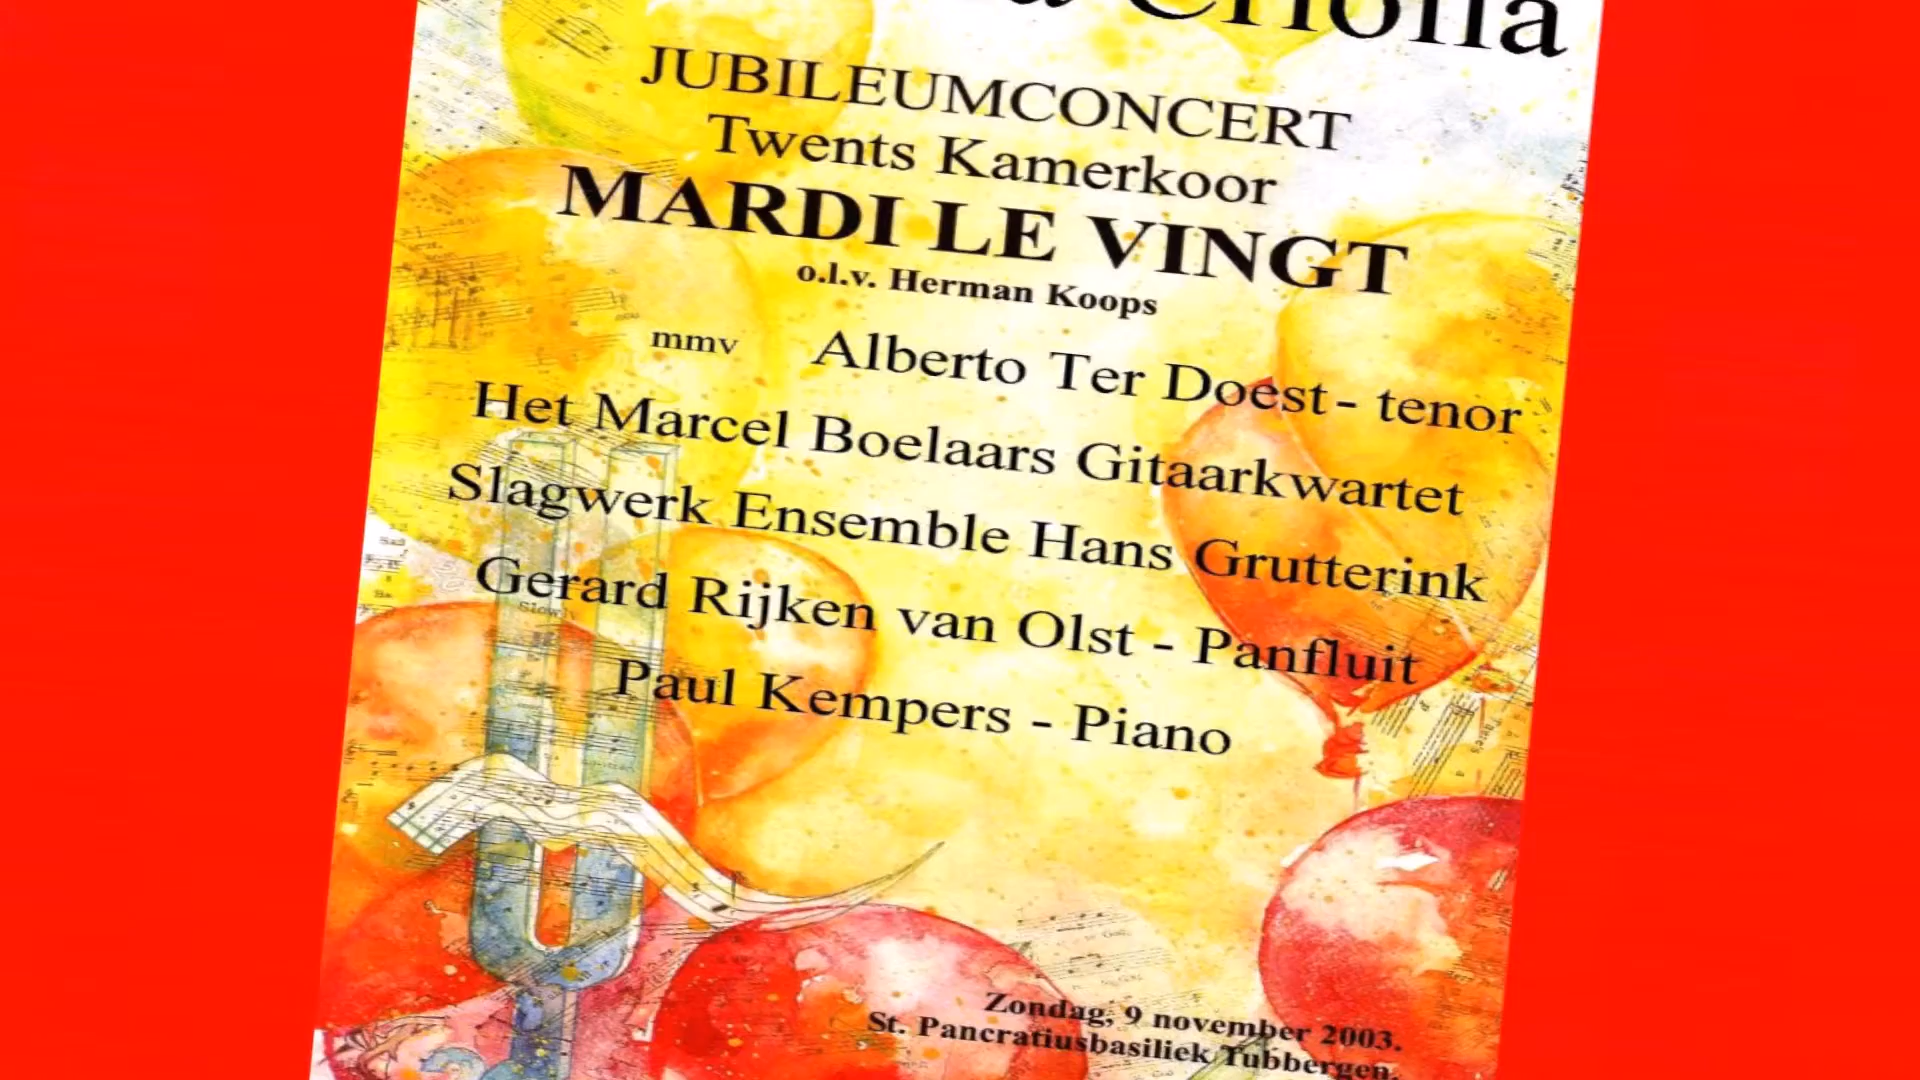 Criolla
JUBILEUMCONCERT
Twents Kamerkoor
MARDI LE VINGT
o.l.v. Herman Koops
mmv Alberto Ter Doest - tenor
Het Marcel Boelaars Gitaarkwartet
Slagwerk Ensemble Hans Grutterink
Gerard Rijken van Olst - Panfluit
Paul Kempers - Piano
Zondag, 9 november 2003.
St. Pancratiusbasiliek Tubbergen.